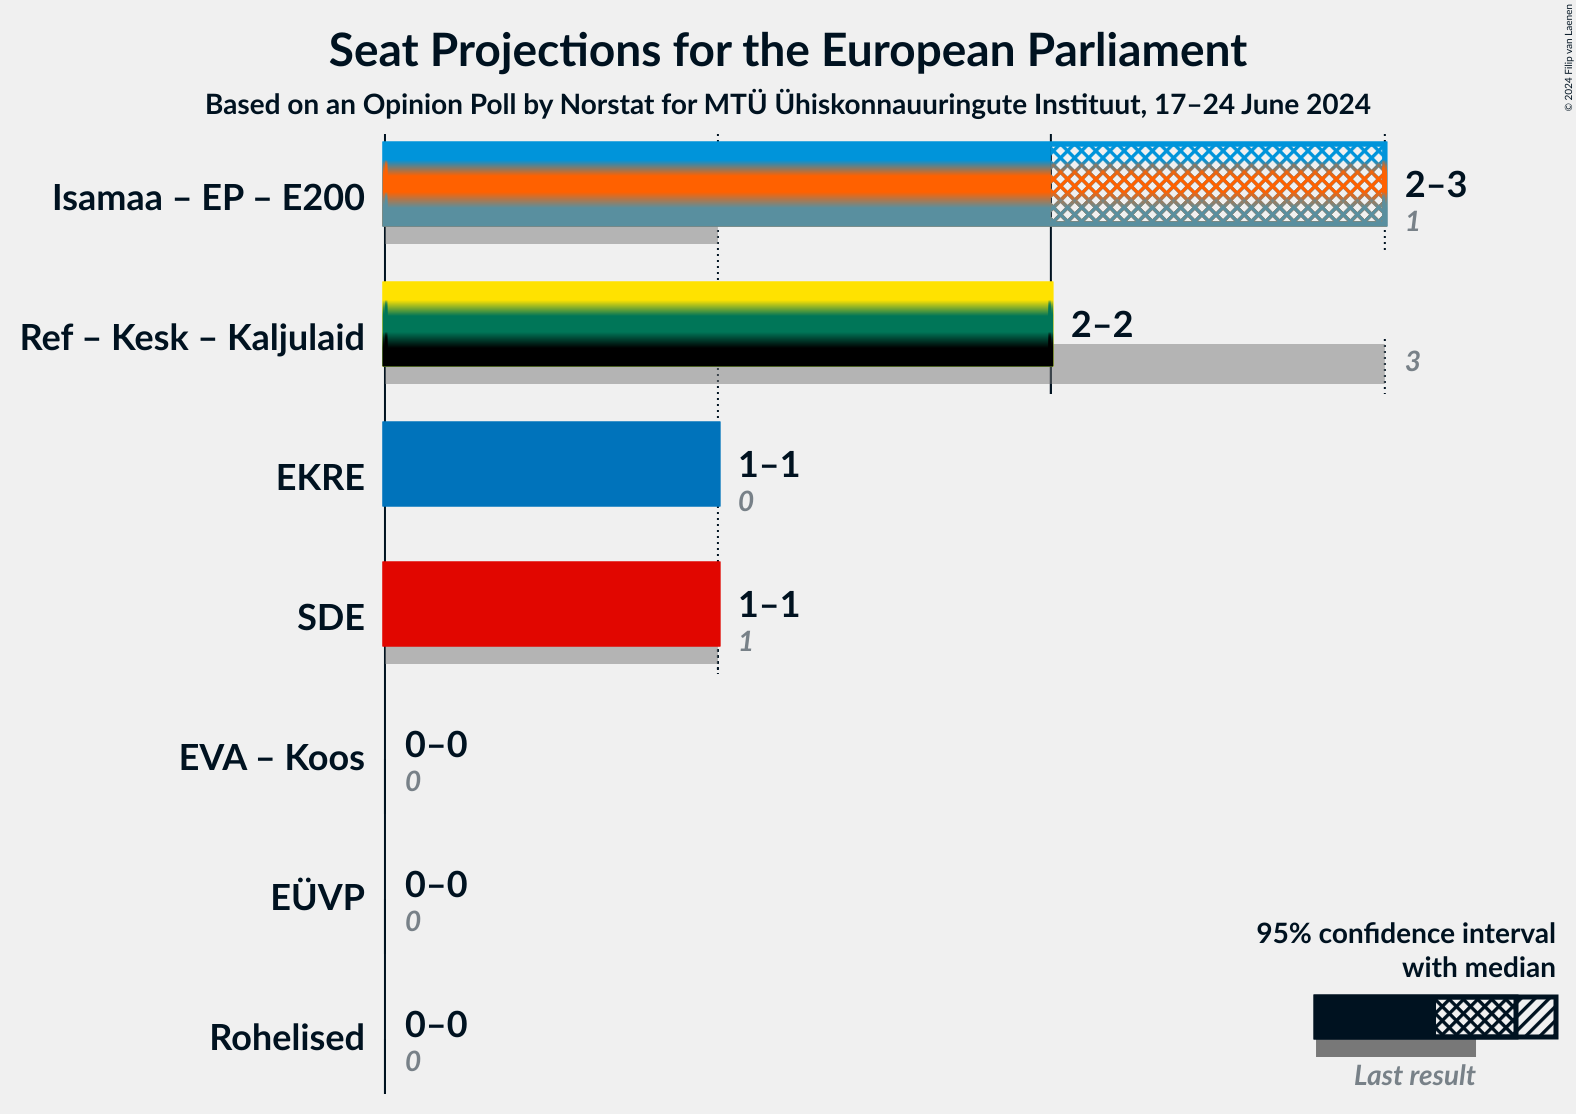 Seat Projections for the European Parliament
Based on an Opinion Poll by Norstat for MTÜ Ühiskonnauuringute Instituut, 17–24 June 2024
© 2024 Filip van Laenen
Isamaa – EP – E200
2–3
1
Ref – Kesk – Kaljulaid
2–2
3
EKRE
1–1
0
SDE
1–1
1
EVA – Koos
0–0
0
EÜVP
0–0
0
Rohelised
0–0
0
95% confidence interval
with median
Last result